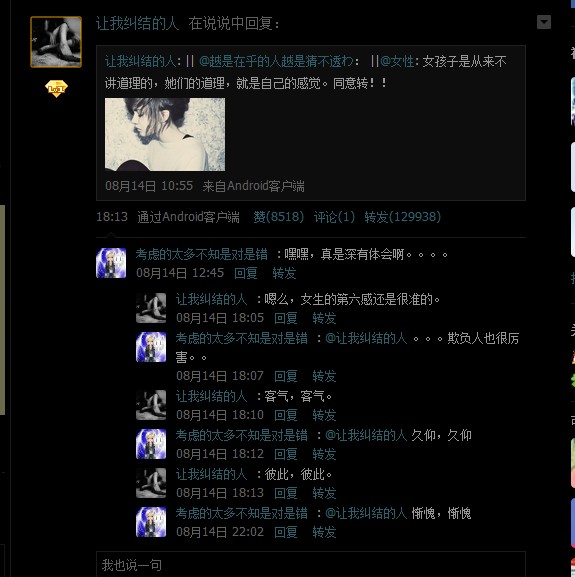 让我纠结的人 在说说中回复:
让我纠结的人: || @越是在乎的人越是猜不透わ: ||@女性: 女孩子是从来不
讲道理的，她们的道理，就是自己的感觉。同意转！！
08月14日 10:55 来自Android客户端
18:13 通过Android客户端 赞(8518) 评论(1) 转发(129938)
考虑的太多不知是对是错 : 嘿嘿，真是深有体会啊。。。。
08月14日 12:45 回复 转发
让我纠结的人 : 嗯么，女生的第六感还是很准的。
08月14日 18:05 回复 转发
考虑的太多不知是对是错 : @让我纠结的人 。。。欺负人也很厉
害。。
08月14日 18:07 回复 转发
让我纠结的人 : 客气，客气。
08月14日 18:10 回复 转发
考虑的太多不知是对是错 : @让我纠结的人 久仰，久仰
08月14日 18:12 回复 转发
让我纠结的人 : 彼此，彼此。
08月14日 18:13 回复 转发
考虑的太多不知是对是错 : @让我纠结的人 惭愧，惭愧
08月14日 22:02 回复 转发
我也说一句